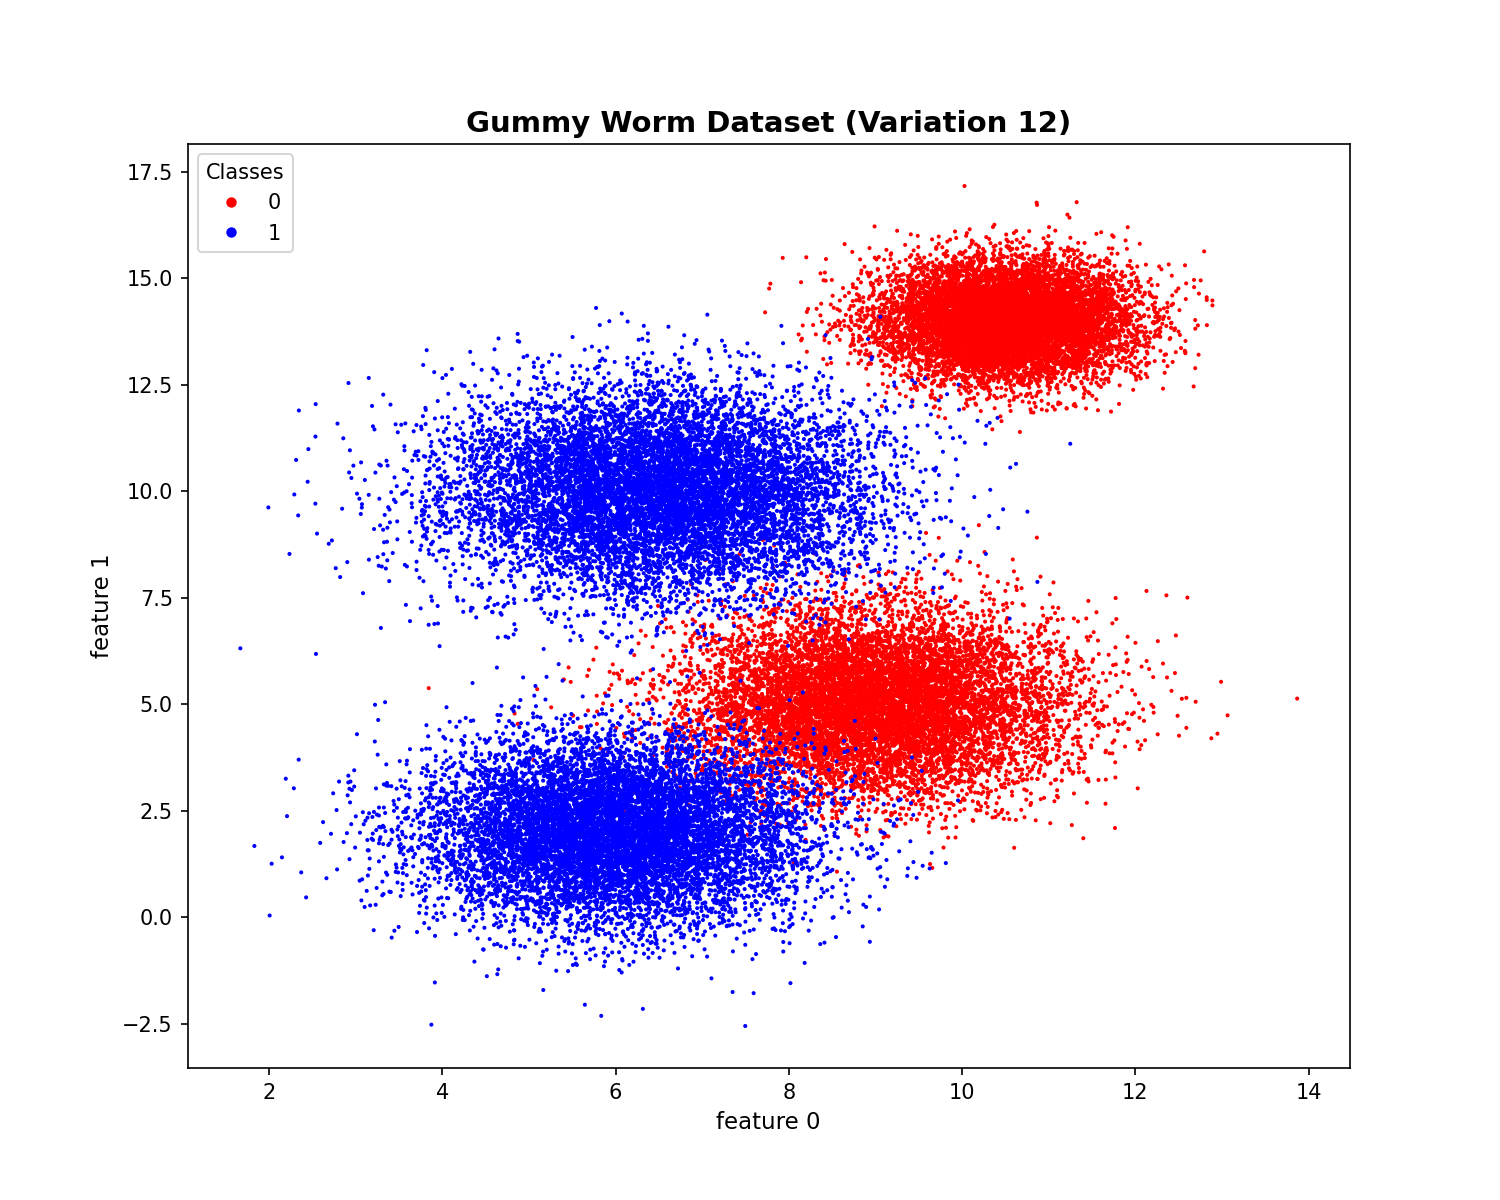 Gummy Worm Dataset (Variation 12)
Classes
0
1
17.5
15.0
12.5
10.0
7.5
5.0
2.5
0.0
−2.5
feature 1
2 4 6 8 10 12 14
feature 0